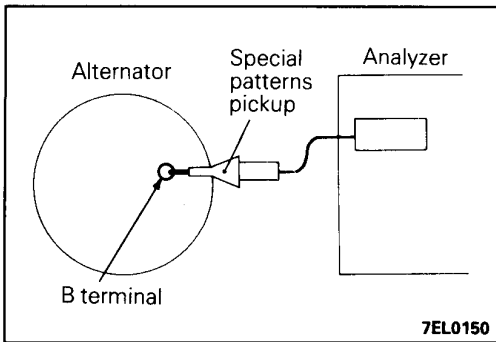 Alternator
Special
patterns
pickup
Analyzer
B terminal
7EL0150